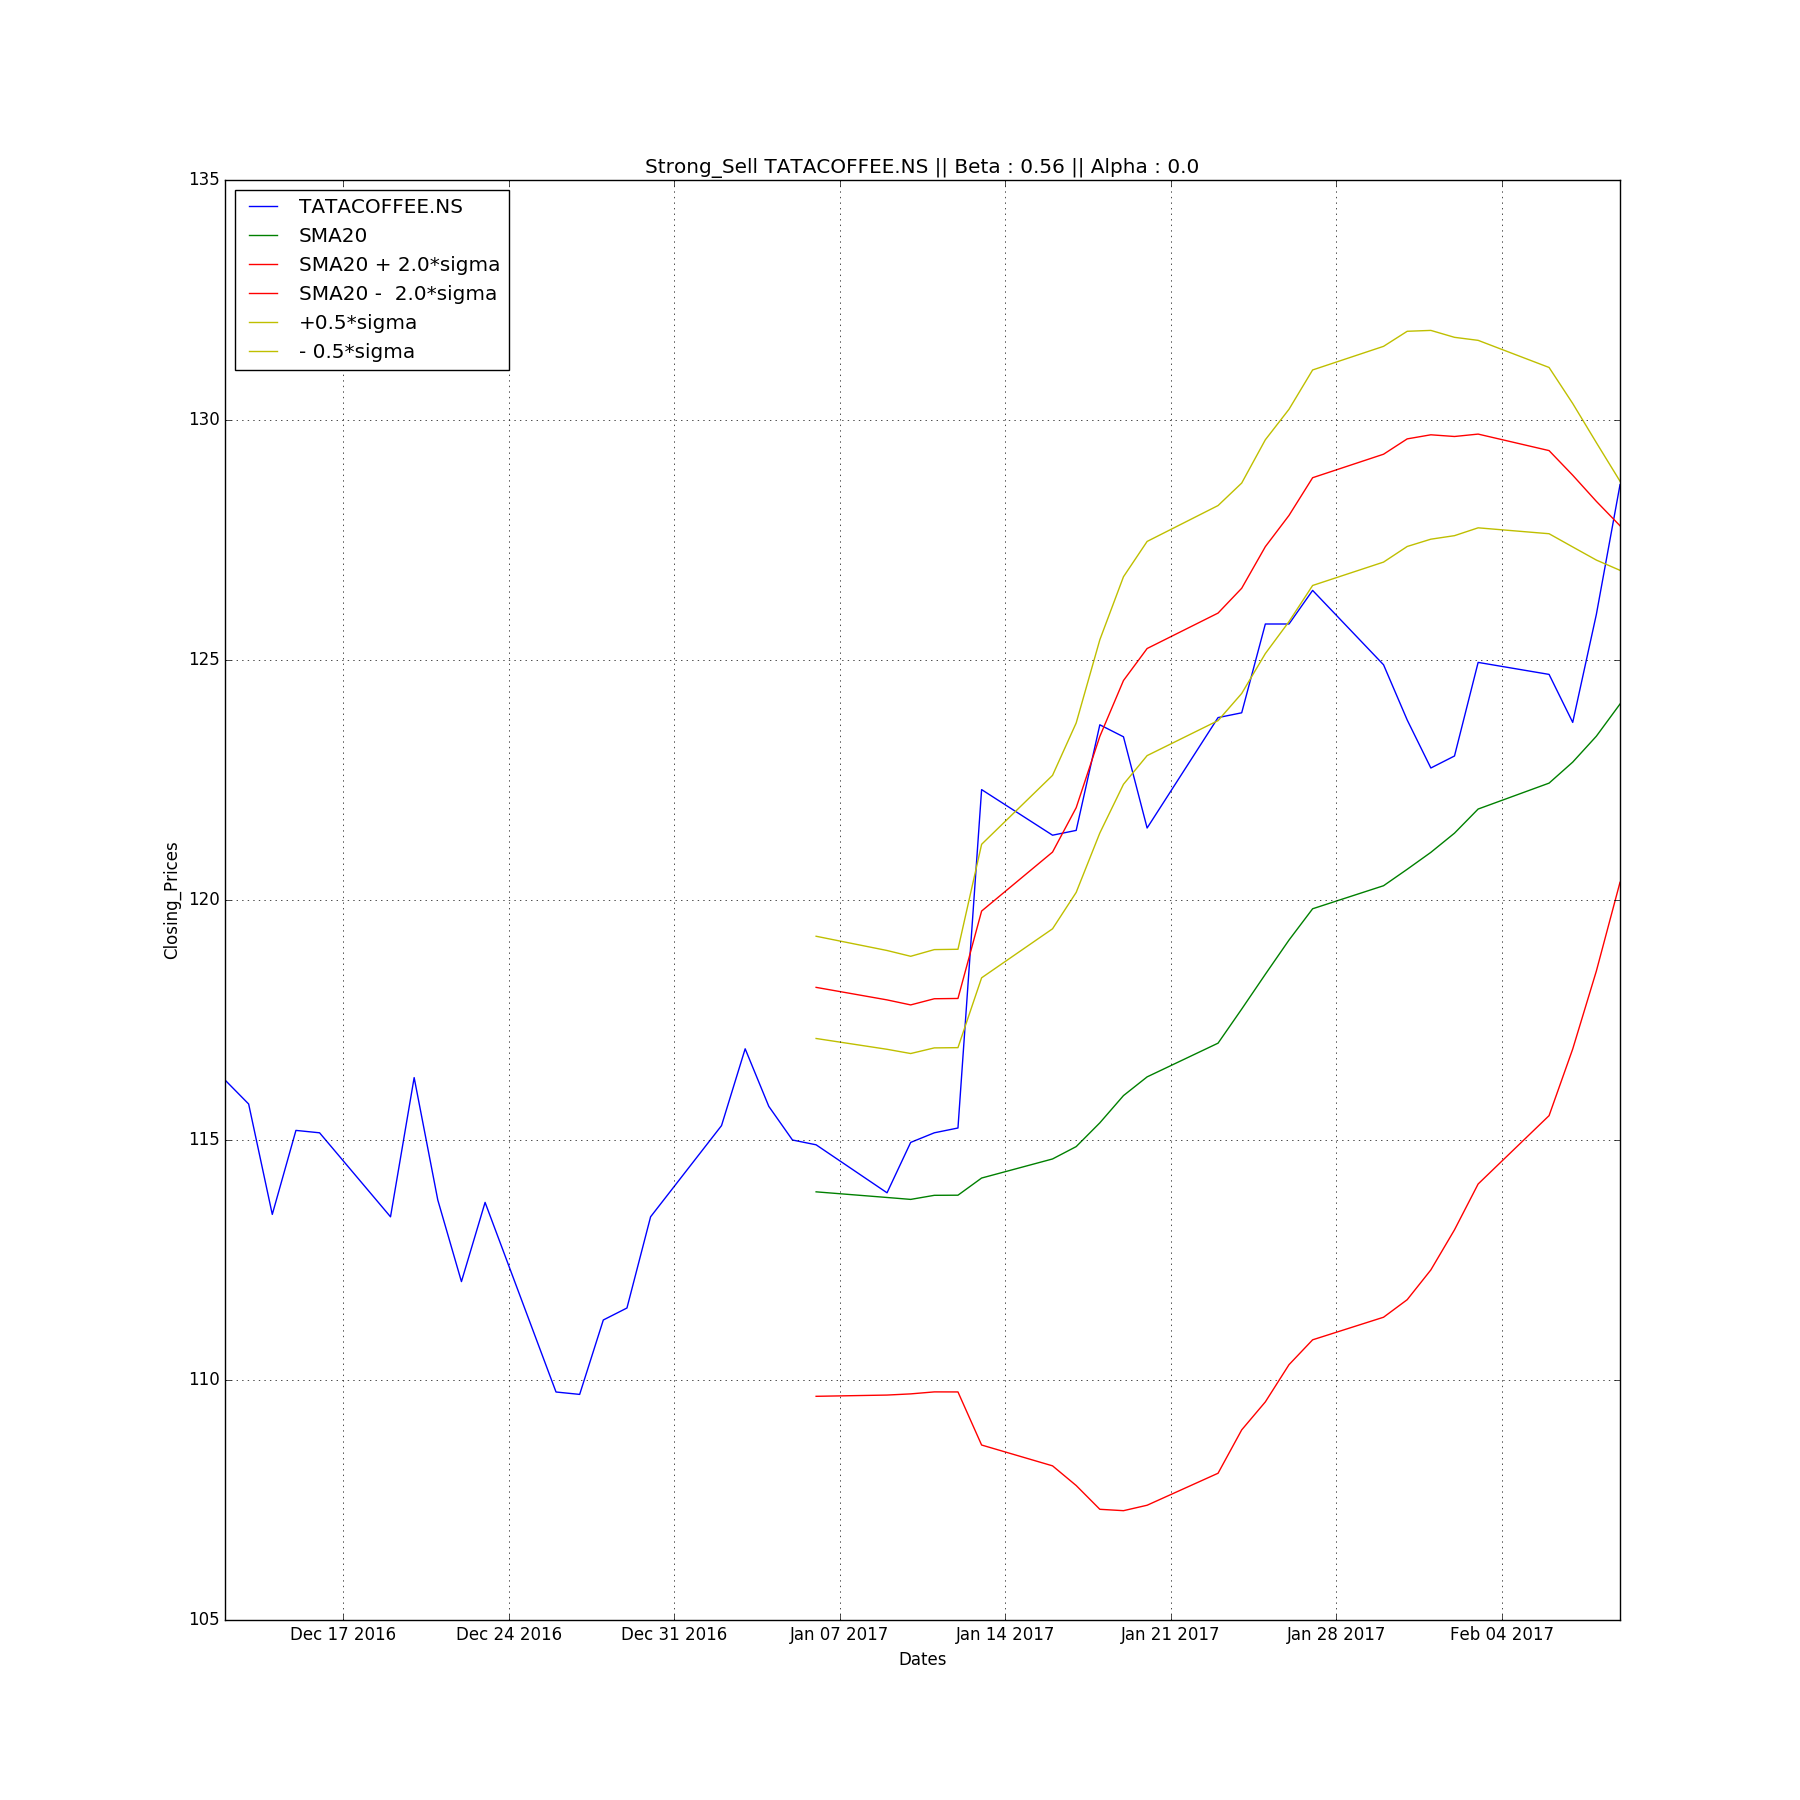 Strong_Sell TATACOFFEE.NS || Beta : 0.56 || Alpha : 0.0
TATACOFFEE.NS
SMA20
SMA20 + 2.0*sigma
SMA20 -  2.0*sigma
+0.5*sigma
- 0.5*sigma
135
130
125
120
115
110
105
Closing_Prices
Dec 17 2016 Dec 24 2016 Dec 31 2016 Jan 07 2017 Jan 14 2017 Jan 21 2017 Jan 28 2017 Feb 04 2017
Dates